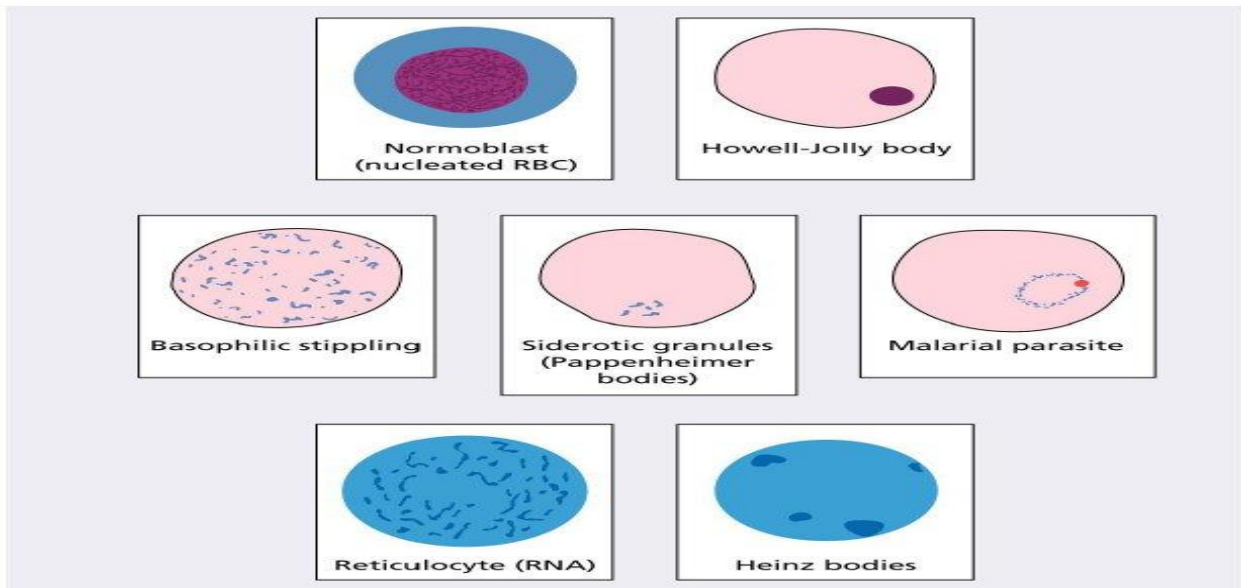 Normoblast
(nucleated RBC)
Howell-Jolly body
Basophilic stippling
Siderotic granules
(Pappenheimer
bodies)
Malarial parasite
Reticulocyte (RNA)
Heinz bodies